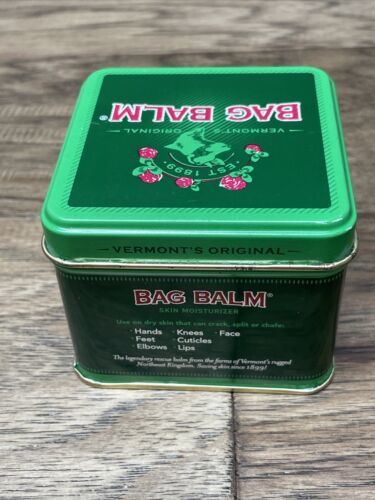 BAG BALM®
VERMONT'S ORIGINAL
EST 1899
VERMONT'S ORIGINAL
BAG BALM®
SKIN MOISTURIZER
Use on dry skin that can crack, split or chafe:
· Hands · Knees · Face
· Feet · Cuticles
· Elbows · Lips
The legendary rescue balm from the farms of Vermont's rugged
Northeast Kingdom. Saving skin since 1899!